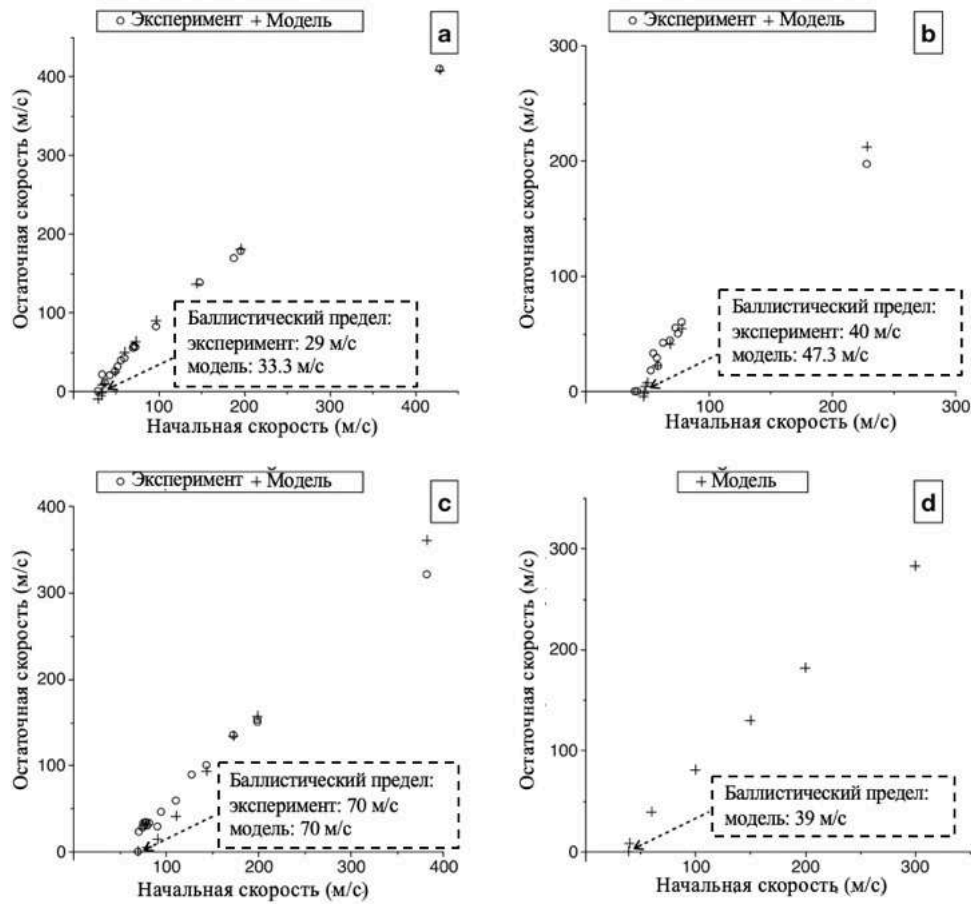 ○ Эксперимент + Модель
a
Остаточная скорость (м/с)
400
300
200
100
0
Баллистический предел:
эксперимент: 29 м/с
модель: 33.3 м/с
100 200 300 400
Начальная скорость (м/с)
○ Эксперимент + Модель
b
Остаточная скорость (м/с)
300
200
100
0
Баллистический предел:
эксперимент: 40 м/с
модель: 47.3 м/с
100 200 300
Начальная скорость (м/с)
○ Эксперимент + Модель
c
Остаточная скорость (м/с)
400
300
200
100
0
Баллистический предел:
эксперимент: 70 м/с
модель: 70 м/с
100 200 300 400
Начальная скорость (м/с)
+ Модель
d
Остаточная скорость (м/с)
300
200
100
0
Баллистический предел:
модель: 39 м/с
100 200 300
Начальная скорость (м/с)